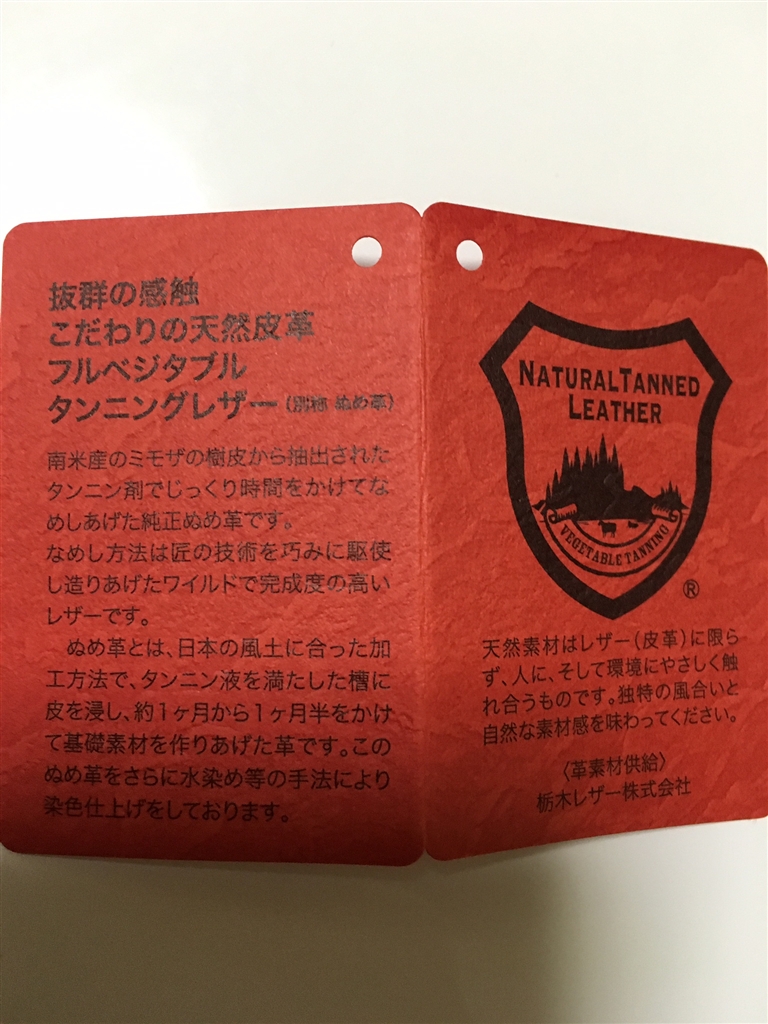 抜群の感触
こだわりの天然皮革
フルベジタブル
タンニングレザー（別称 ぬめ革）
南米産のミモザの樹皮から抽出された
タンニン剤でじっくり時間をかけてな
めしあげた純正ぬめ革です。
なめし方法は匠の技術を巧みに駆使
し造りあげたワイルドで完成度の高い
レザーです。
　ぬめ革とは、日本の風土に合った加
工方法で、タンニン液を満たした槽に
皮を浸し、約1ヶ月から1ヶ月半をかけ
て基礎素材を作りあげた革です。この
ぬめ革をさらに水染め等の手法により
染色仕上げをしております。
NATURALTANNED
LEATHER
VEGETABLE TANNING
®
天然素材はレザー（皮革）に限ら
ず、人に、そして環境にやさしく触
れ合うものです。独特の風合いと
自然な素材感を味わってください。
〈革素材供給〉
栃木レザー株式会社